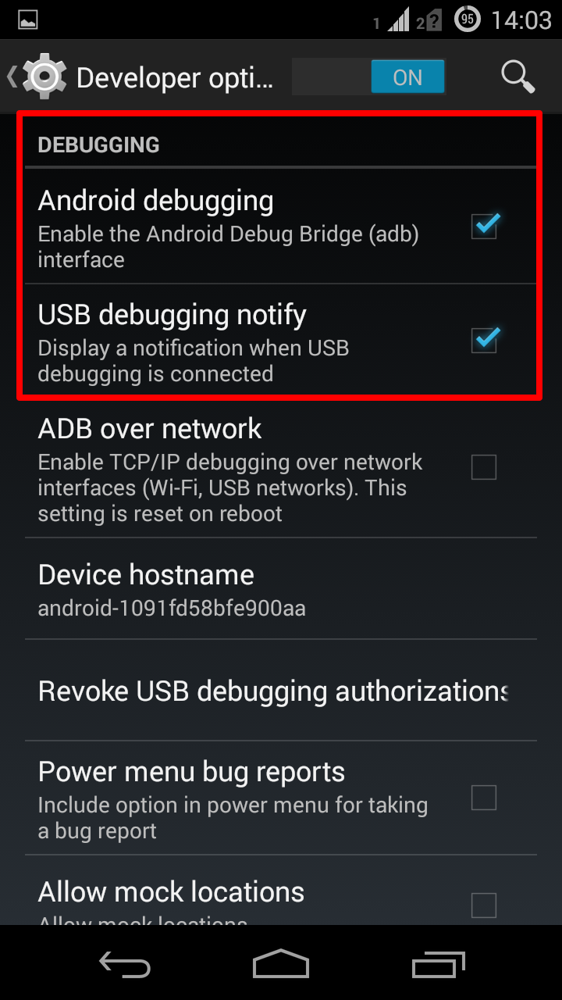 1 2 ? 95 14:03
Developer opti... ON
DEBUGGING
Android debugging
Enable the Android Debug Bridge (adb)
interface
USB debugging notify
Display a notification when USB
debugging is connected
ADB over network
Enable TCP/IP debugging over network
interfaces (Wi-Fi, USB networks). This
setting is reset on reboot
Device hostname
android-1091fd58bfe900aa
Revoke USB debugging authorizations
Power menu bug reports
Include option in power menu for taking
a bug report
Allow mock locations
Allow mock locations